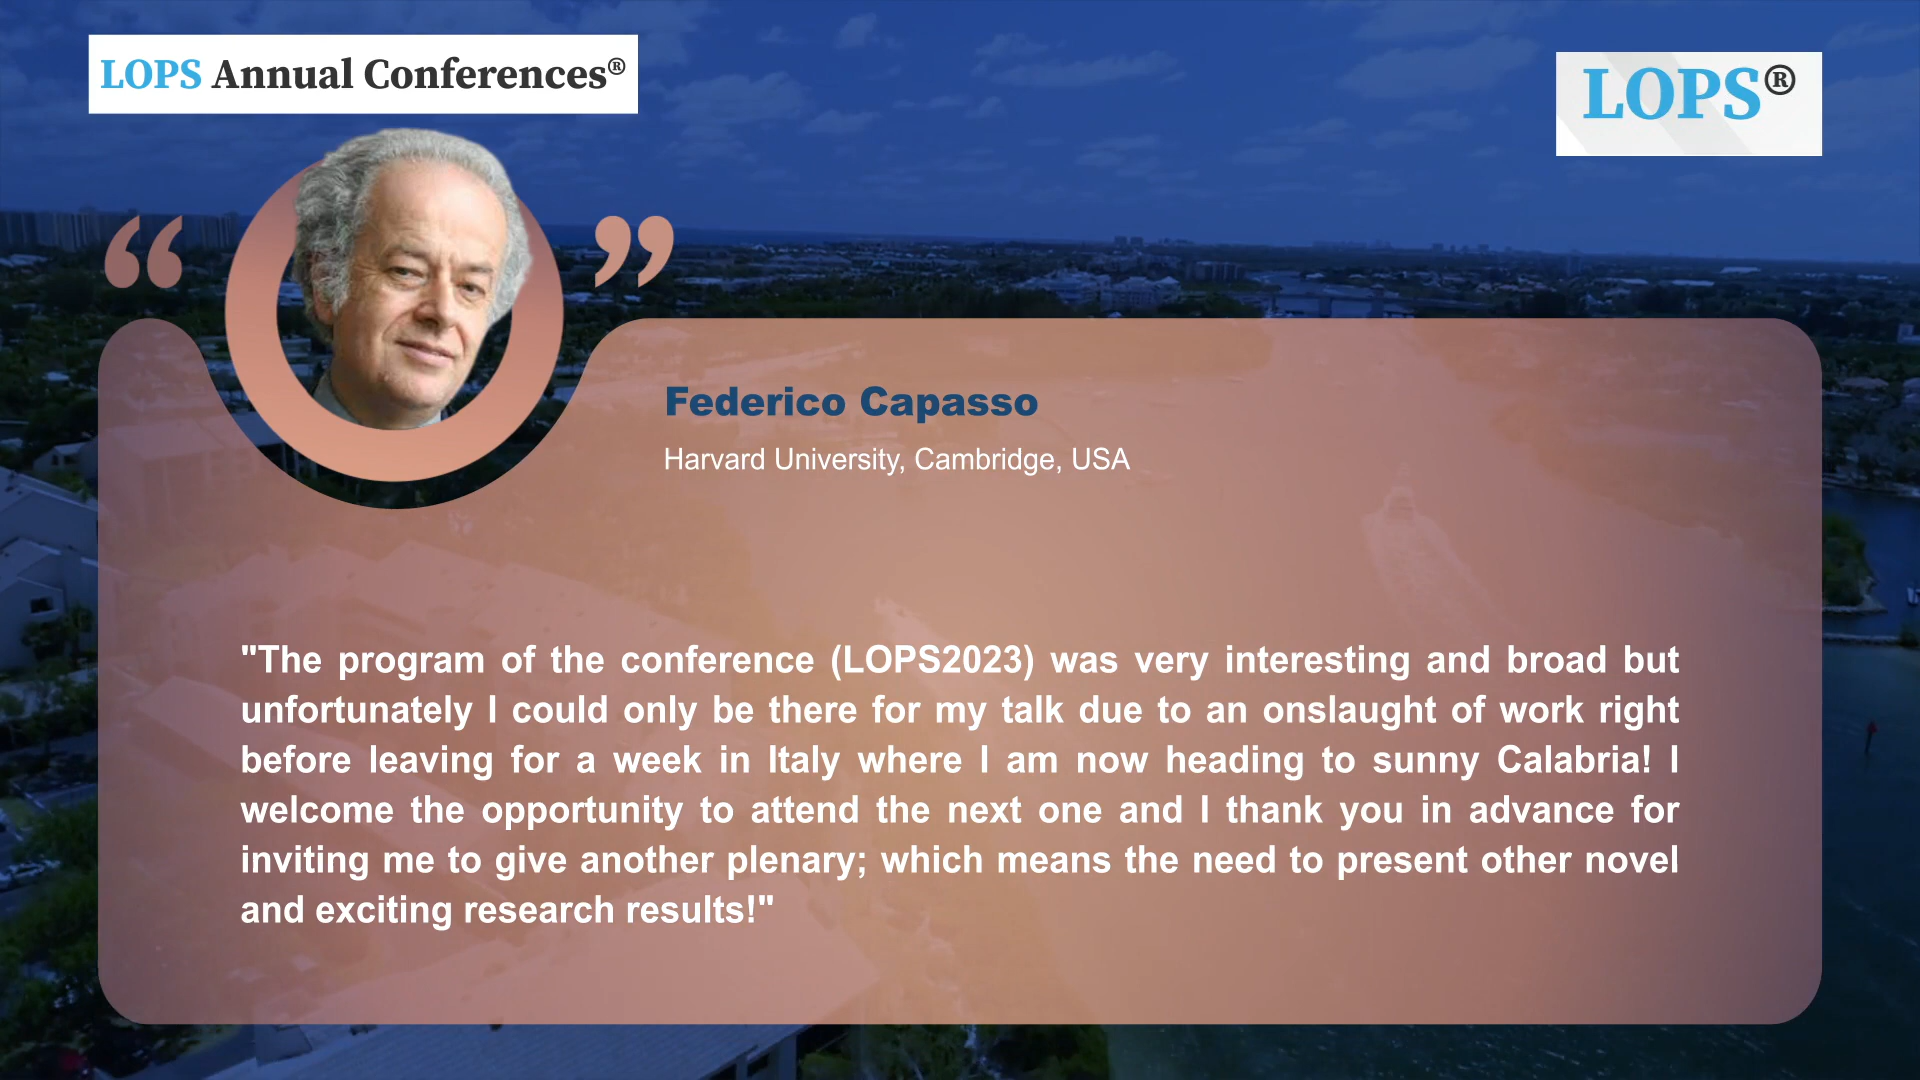 LOPS Annual Conferences®
LOPS®
“ ”
Federico Capasso
Harvard University, Cambridge, USA
"The program of the conference (LOPS2023) was very interesting and broad but
unfortunately I could only be there for my talk due to an onslaught of work right
before leaving for a week in Italy where I am now heading to sunny Calabria! I
welcome the opportunity to attend the next one and I thank you in advance for
inviting me to give another plenary; which means the need to present other novel
and exciting research results!"